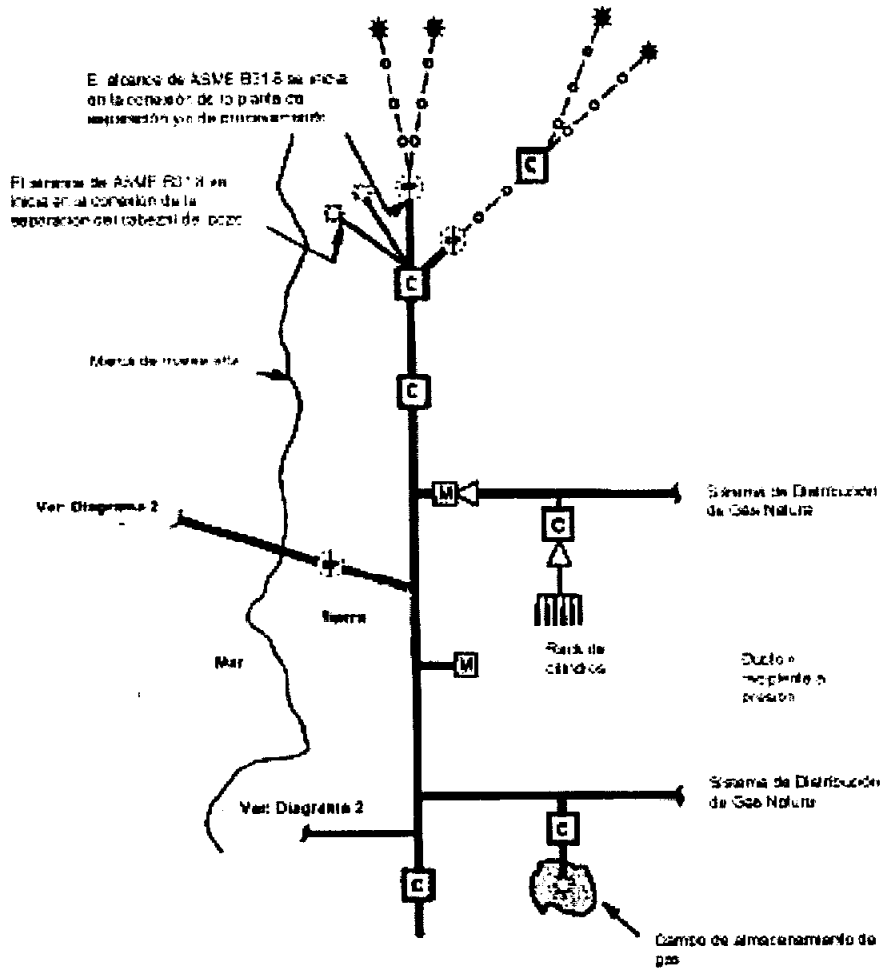 El alcance de ASME B31.8 se inicia
en la conexión de la planta de
separación y/o de procesamiento
El alcance de ASME B31.8 se
inicia en la conexión de la
separación del cabezal del pozo
C
C
Marca de marea alta
C
M
Sistema de Distribución
de Gas Natural
Ver: Diagrama 2
C
Tierra
Rack de
cilindros
Mar
M
Ducto o
recipiente a
presión
Sistema de Distribución
de Gas Natural
Ver: Diagrama 2
C
C
Campo de almacenamiento de
gas